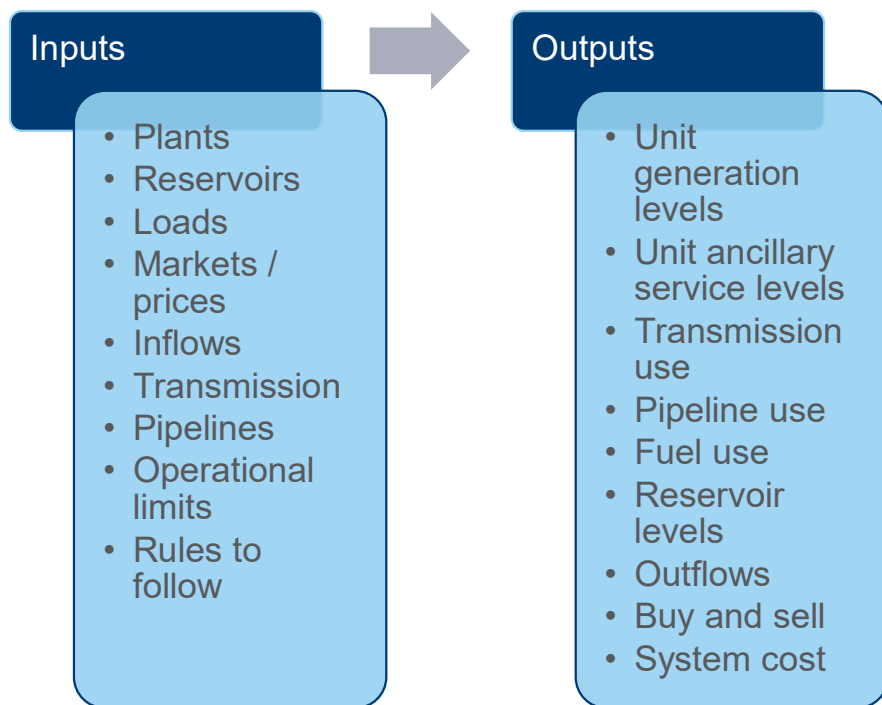 Inputs
• Plants
• Reservoirs
• Loads
• Markets /
prices
• Inflows
• Transmission
• Pipelines
• Operational
limits
• Rules to
follow
Outputs
• Unit
generation
levels
• Unit ancillary
service levels
• Transmission
use
• Pipeline use
• Fuel use
• Reservoir
levels
• Outflows
• Buy and sell
• System cost